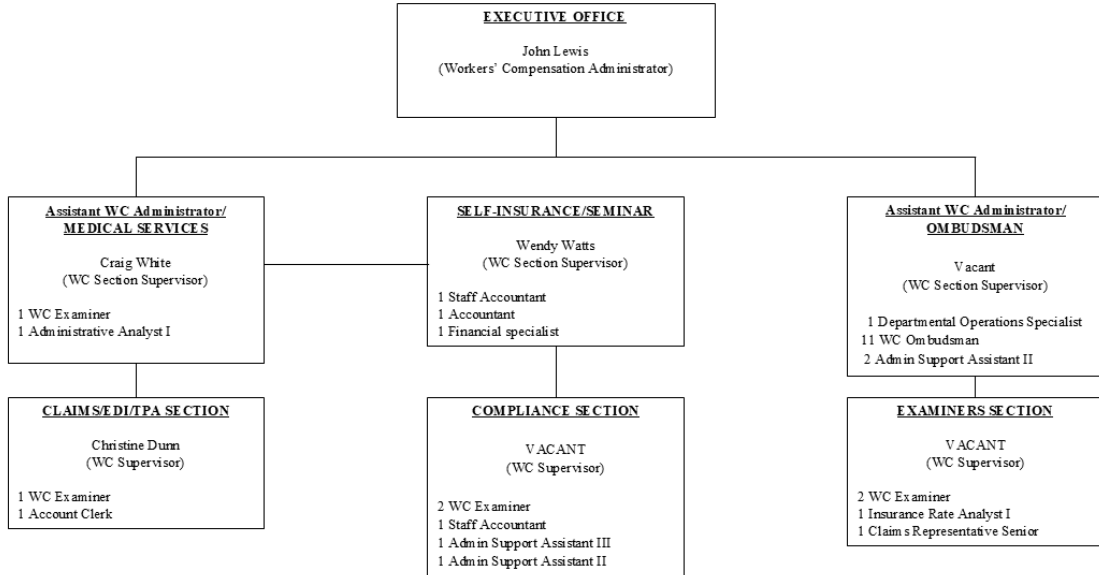 EXECUTIVE OFFICE
John Lewis
(Workers' Compensation Administrator)
Assistant WC Administrator/
MEDICAL SERVICES
Craig White
(WC Section Supervisor)
1 WC Examiner
1 Administrative Analyst I
SELF-INSURANCE/SEMINAR
Wendy Watts
(WC Section Supervisor)
1 Staff Accountant
1 Accountant
1 Financial specialist
Assistant WC Administrator/
OMBUDSMAN
Vacant
(WC Section Supervisor)
1 Departmental Operations Specialist
11 WC Ombudsman
2 Admin Support Assistant II
CLAIMS/EDI/TPA SECTION
Christine Dunn
(WC Supervisor)
1 WC Examiner
1 Account Clerk
COMPLIANCE SECTION
VACANT
(WC Supervisor)
2 WC Examiner
1 Staff Accountant
1 Admin Support Assistant III
1 Admin Support Assistant II
EXAMINERS SECTION
VACANT
(WC Supervisor)
2 WC Examiner
1 Insurance Rate Analyst I
1 Claims Representative Senior